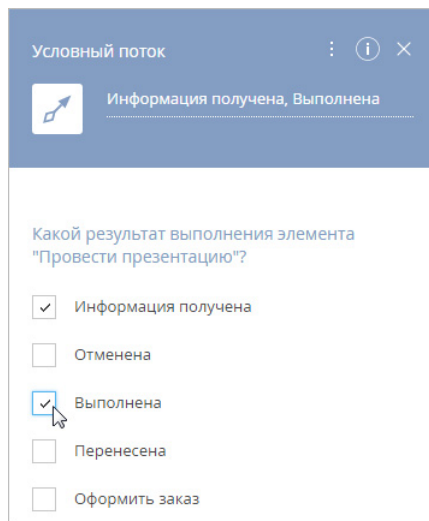 Условный поток
Информация получена, Выполнена
Какой результат выполнения элемента
"Провести презентацию"?
Информация получена
Отменена
Выполнена
Перенесена
Оформить заказ